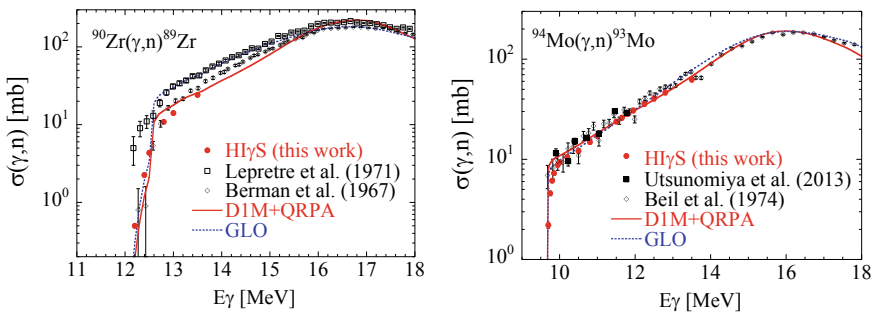 ⁹⁰Zr(γ,n)⁸⁹Zr
σ(γ,n) [mb]
10²
10¹
10⁰
HIγS (this work)
Lepretre et al. (1971)
Berman et al. (1967)
D1M+QRPA
GLO
11 12 13 14 15 16 17 18
Eγ [MeV]
⁹⁴Mo(γ,n)⁹³Mo
σ(γ,n) [mb]
10²
10¹
10⁰
HIγS (this work)
Utsunomiya et al. (2013)
Beil et al. (1974)
D1M+QRPA
GLO
10 12 14 16 18
Eγ [MeV]